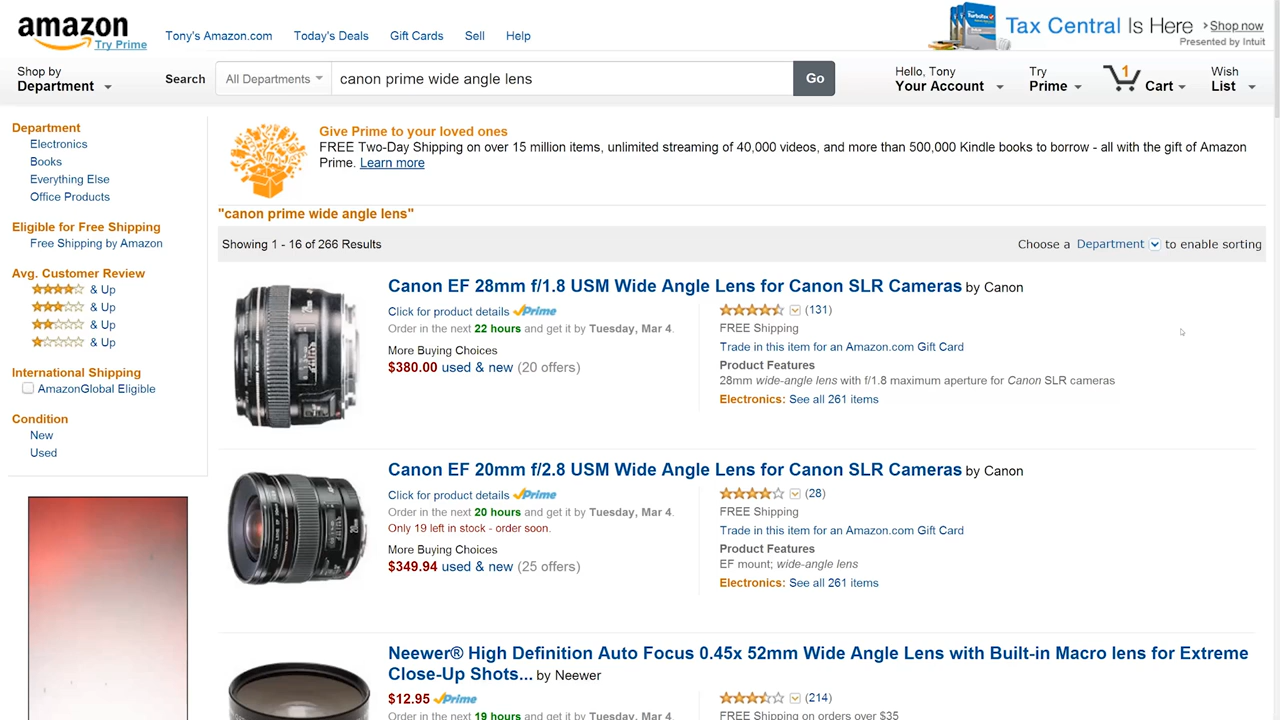 amazon
Try Prime
Tony's Amazon.com Today's Deals Gift Cards Sell Help
TurboTax
Tax Central Is Here › Shop now
Presented by Intuit
Shop by
Department
Search All Departments canon prime wide angle lens Go
Hello, Tony
Your Account
Try
Prime
1
Cart
Wish
List
Department
Electronics
Books
Everything Else
Office Products
Eligible for Free Shipping
Free Shipping by Amazon
Avg. Customer Review
& Up
& Up
& Up
& Up
International Shipping
AmazonGlobal Eligible
Condition
New
Used
Give Prime to your loved ones
FREE Two-Day Shipping on over 15 million items, unlimited streaming of 40,000 videos, and more than 500,000 Kindle books to borrow - all with the gift of Amazon
Prime. Learn more
"canon prime wide angle lens"
Showing 1 - 16 of 266 Results
Choose a Department to enable sorting
Canon EF 28mm f/1.8 USM Wide Angle Lens for Canon SLR Cameras by Canon
Click for product details Prime
Order in the next 22 hours and get it by Tuesday, Mar 4.
More Buying Choices
$380.00 used & new (20 offers)
(131)
FREE Shipping
Trade in this item for an Amazon.com Gift Card
Product Features
28mm wide-angle lens with f/1.8 maximum aperture for Canon SLR cameras
Electronics: See all 261 items
Canon EF 20mm f/2.8 USM Wide Angle Lens for Canon SLR Cameras by Canon
Click for product details Prime
Order in the next 20 hours and get it by Tuesday, Mar 4.
Only 19 left in stock - order soon.
More Buying Choices
$349.94 used & new (25 offers)
(28)
FREE Shipping
Trade in this item for an Amazon.com Gift Card
Product Features
EF mount; wide-angle lens
Electronics: See all 261 items
Neewer® High Definition Auto Focus 0.45x 52mm Wide Angle Lens with Built-in Macro lens for Extreme
Close-Up Shots... by Neewer
$12.95 Prime
Order in the next 19 hours and get it by Tuesday, Mar 4.
(214)
FREE Shipping on orders over $35